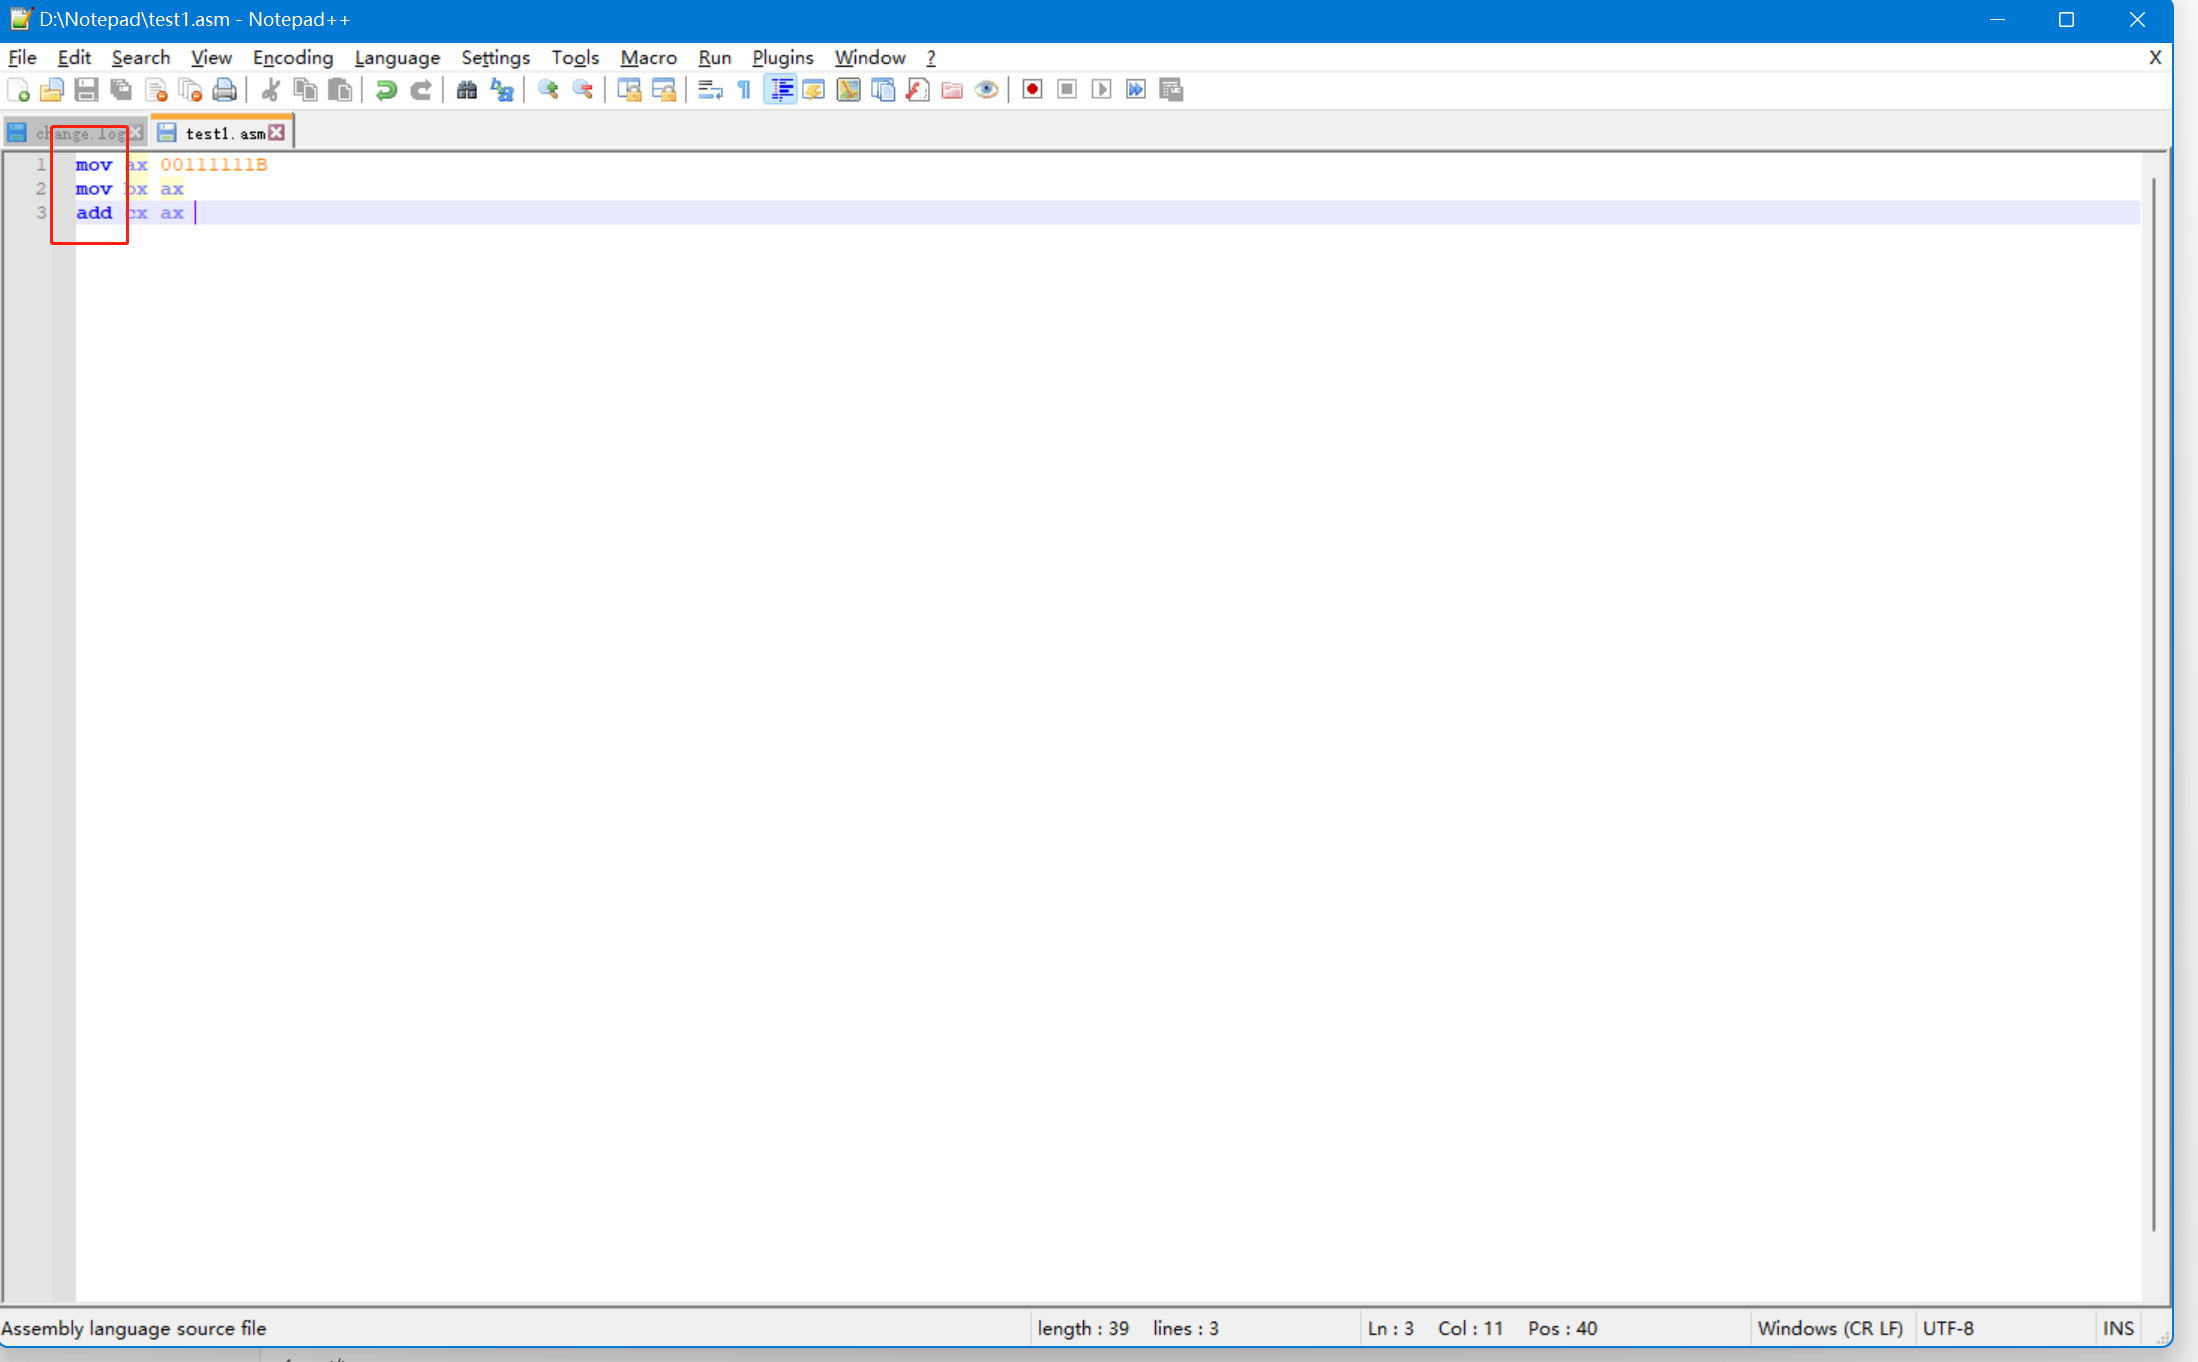 D:\Notepad\test1.asm - Notepad++
File Edit Search View Encoding Language Settings Tools Macro Run Plugins Window ? X
change.log test1.asm
1 mov ax 00111111B
2 mov bx ax
3 add cx ax
Assembly language source file length : 39 lines : 3 Ln : 3 Col : 11 Pos : 40 Windows (CR LF) UTF-8 INS